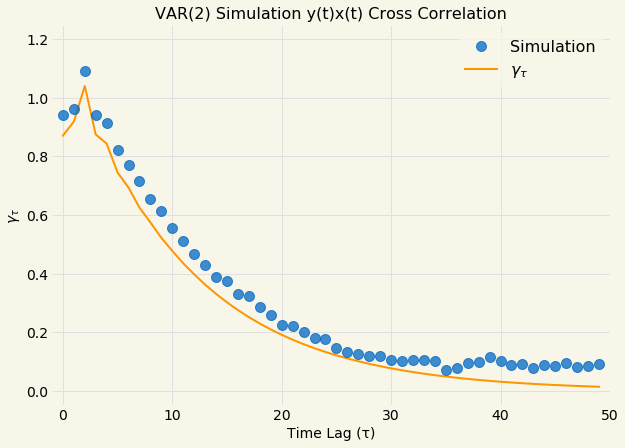 VAR(2) Simulation y(t)x(t) Cross Correlation
Simulation
γτ
γτ
1.2
1.0
0.8
0.6
0.4
0.2
0.0
0 10 20 30 40 50
Time Lag (τ)